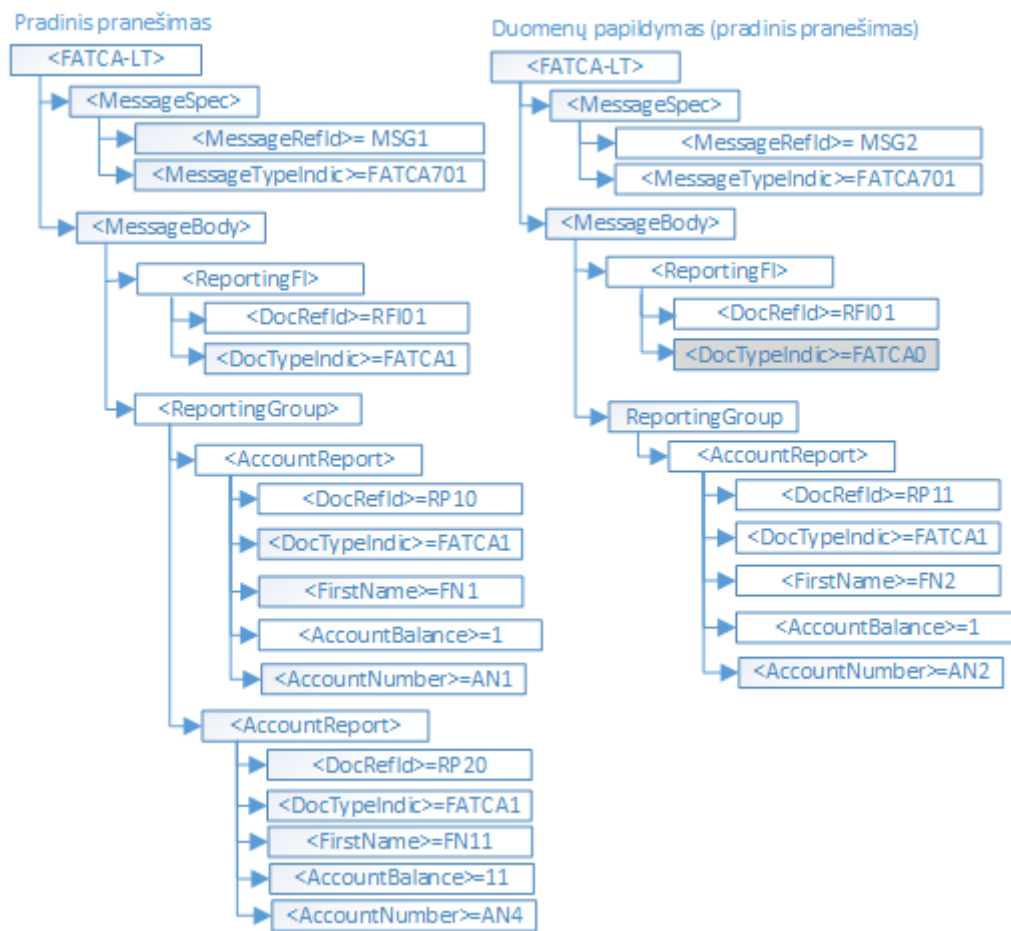 Pradinis pranešimas
<FATCA-LT>
<MessageSpec>
<MessageRefId>= MSG1
<MessageTypeIndic>=FATCA701
<MessageBody>
<ReportingFI>
<DocRefId>=RFI01
<DocTypeIndic>=FATCA1
<ReportingGroup>
<AccountReport>
<DocRefId>=RP10
<DocTypeIndic>=FATCA1
<FirstName>=FN1
<AccountBalance>=1
<AccountNumber>=AN1
<AccountReport>
<DocRefId>=RP20
<DocTypeIndic>=FATCA1
<FirstName>=FN11
<AccountBalance>=11
<AccountNumber>=AN4
Duomenų papildymas (pradinis pranešimas)
<FATCA-LT>
<MessageSpec>
<MessageRefId>= MSG2
<MessageTypeIndic>=FATCA701
<MessageBody>
<ReportingFI>
<DocRefId>=RFI01
<DocTypeIndic>=FATCA0
ReportingGroup
<AccountReport>
<DocRefId>=RP11
<DocTypeIndic>=FATCA1
<FirstName>=FN2
<AccountBalance>=1
<AccountNumber>=AN2